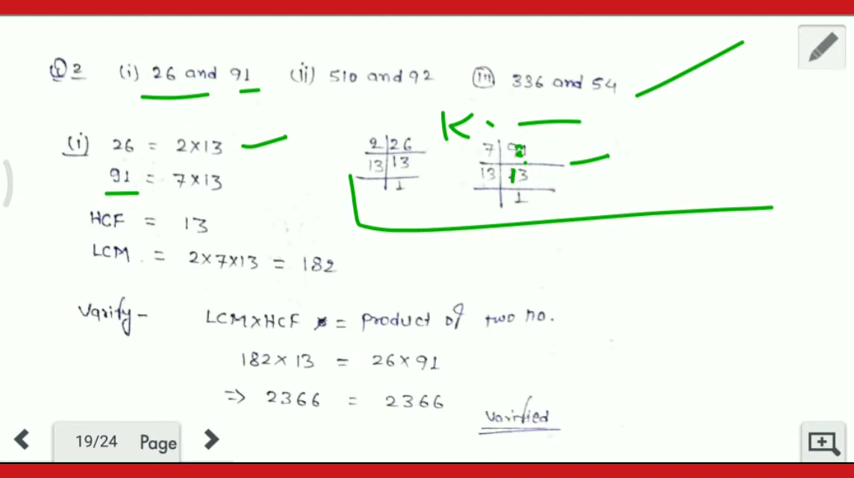 Q2 (i) 26 and 91 (ii) 510 and 92 (iii) 336 and 54
(i) 26 = 2×13
91 = 7×13
2 | 26
13 | 13
1
7 | 91
13 | 13
1
K.
HCF = 13
LCM. = 2×7×13 = 182
Varify- LCM×HCF = product of two no.
182×13 = 26×91
=> 2366 = 2366
Varified
19/24 Page